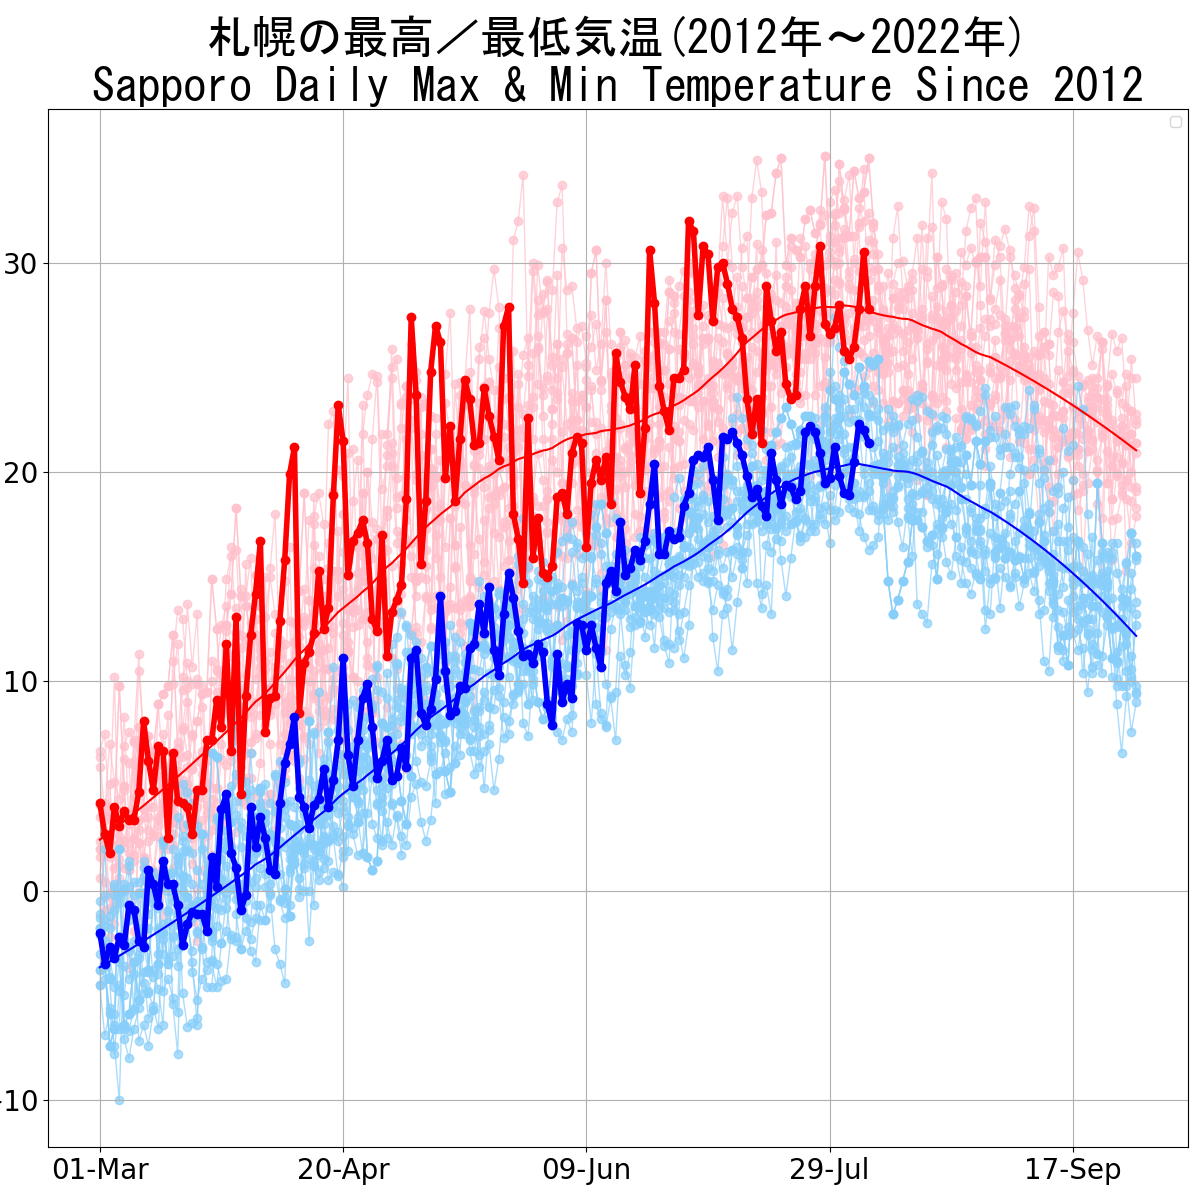 札幌の最高／最低気温(2012年～2022年)
Sapporo Daily Max & Min Temperature Since 2012
30
20
10
0
-10
01-Mar 20-Apr 09-Jun 29-Jul 17-Sep